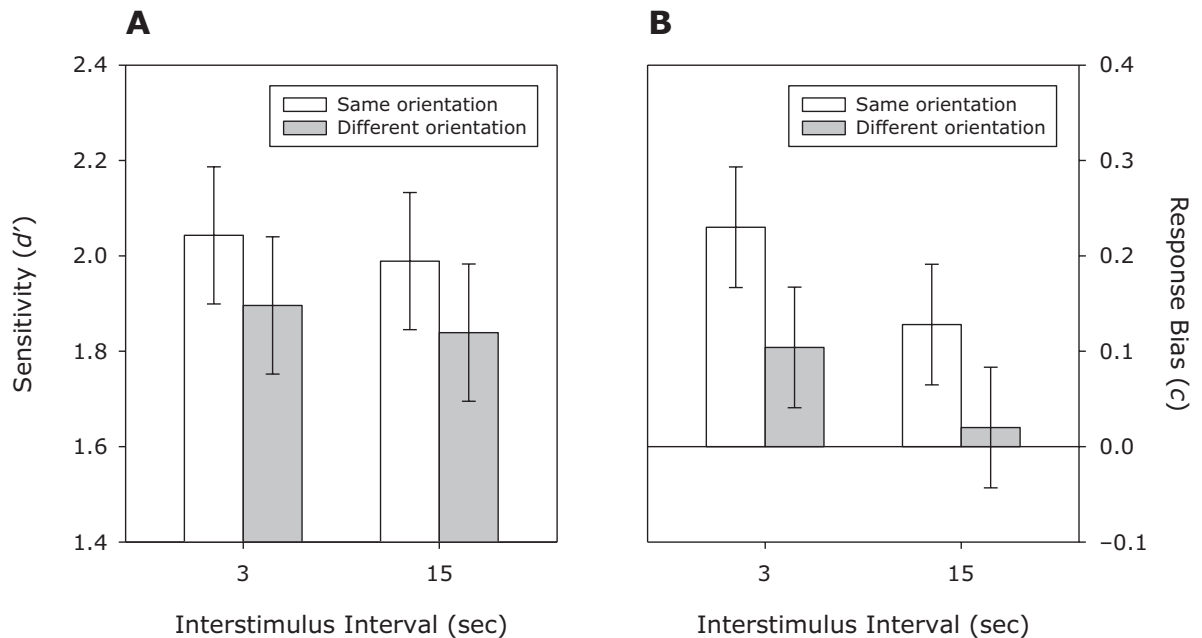 A
B
Sensitivity (d′)
2.4
2.2
2.0
1.8
1.6
1.4
Same orientation
Different orientation
3
15
Interstimulus Interval (sec)
Same orientation
Different orientation
0.4
0.3
0.2
0.1
0.0
−0.1
Response Bias (c)
3
15
Interstimulus Interval (sec)